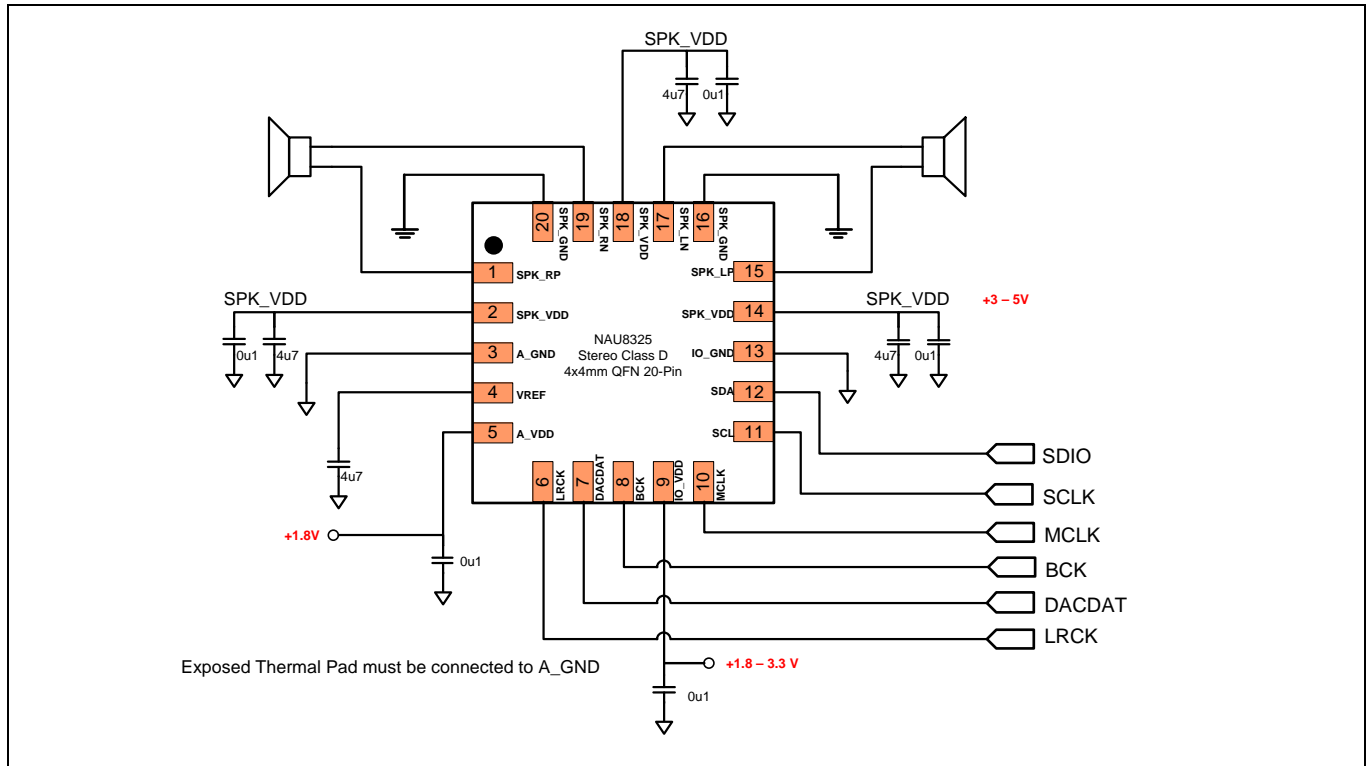 SPK_VDD
4u7
0u1
20
SPK_GND
19
SPK_RN
18
SPK_VDD
17
SPK_LN
16
SPK_GND
1
SPK_RP
SPK_LP
15
SPK_VDD
0u1
4u7
2
SPK_VDD
SPK_VDD
14
SPK_VDD
+3 – 5V
4u7
0u1
NAU8325
Stereo Class D
4x4mm QFN 20-Pin
3
A_GND
IO_GND
13
4
VREF
SDA
12
5
A_VDD
SCL
11
4u7
6
LRCK
7
DACDAT
8
BCK
9
IO_VDD
10
MCLK
SDIO
SCLK
+1.8V
MCLK
0u1
BCK
DACDAT
LRCK
Exposed Thermal Pad must be connected to A_GND
+1.8 – 3.3 V
0u1